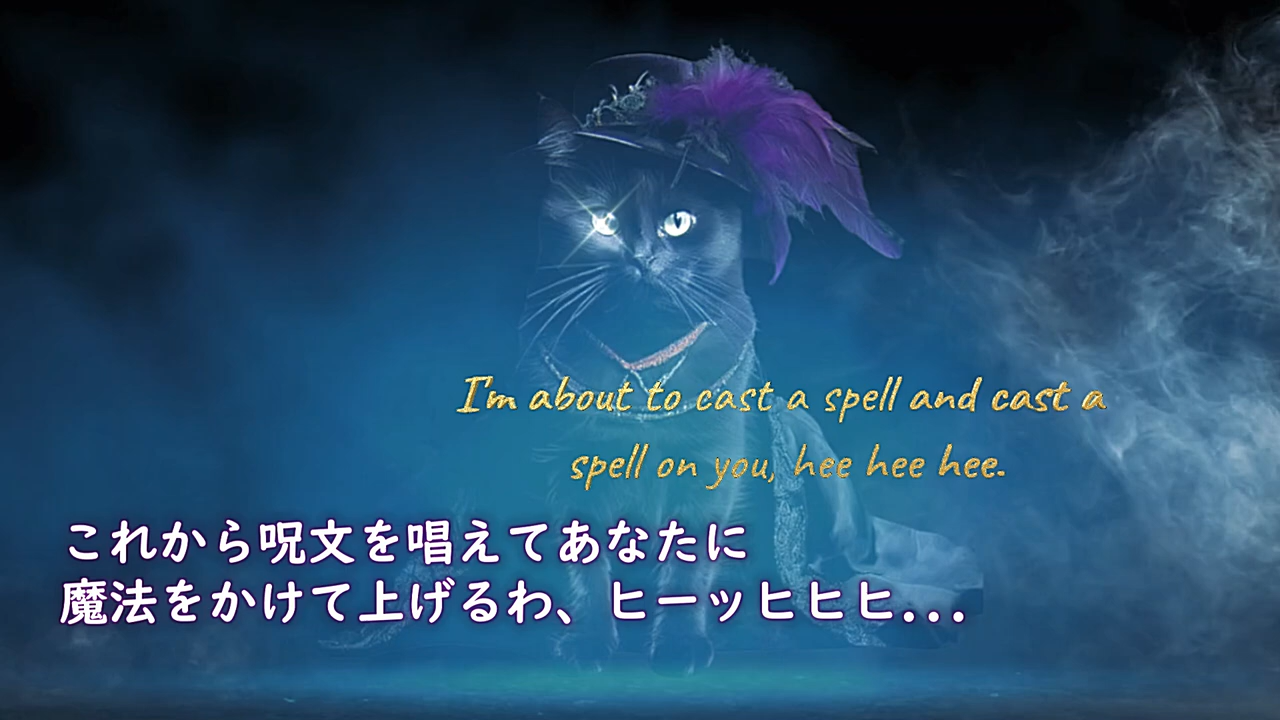 I'm about to cast a spell and cast a
spell on you, hee hee hee.
これから呪文を唱えてあなたに
魔法をかけて上げるわ、ヒーッヒヒヒ...